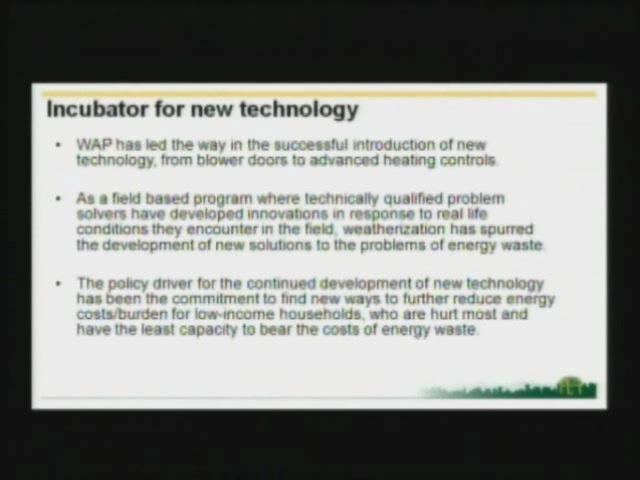 Incubator for new technology
• WAP has led the way in the successful introduction of new
technology, from blower doors to advanced heating controls.
• As a field based program where technically qualified problem
solvers have developed innovations in response to real life
conditions they encounter in the field, weatherization has spurred
the development of new solutions to the problems of energy waste.
• The policy driver for the continued development of new technology
has been the commitment to find new ways to further reduce energy
costs/burden for low-income households, who are hurt most and
have the least capacity to bear the costs of energy waste.